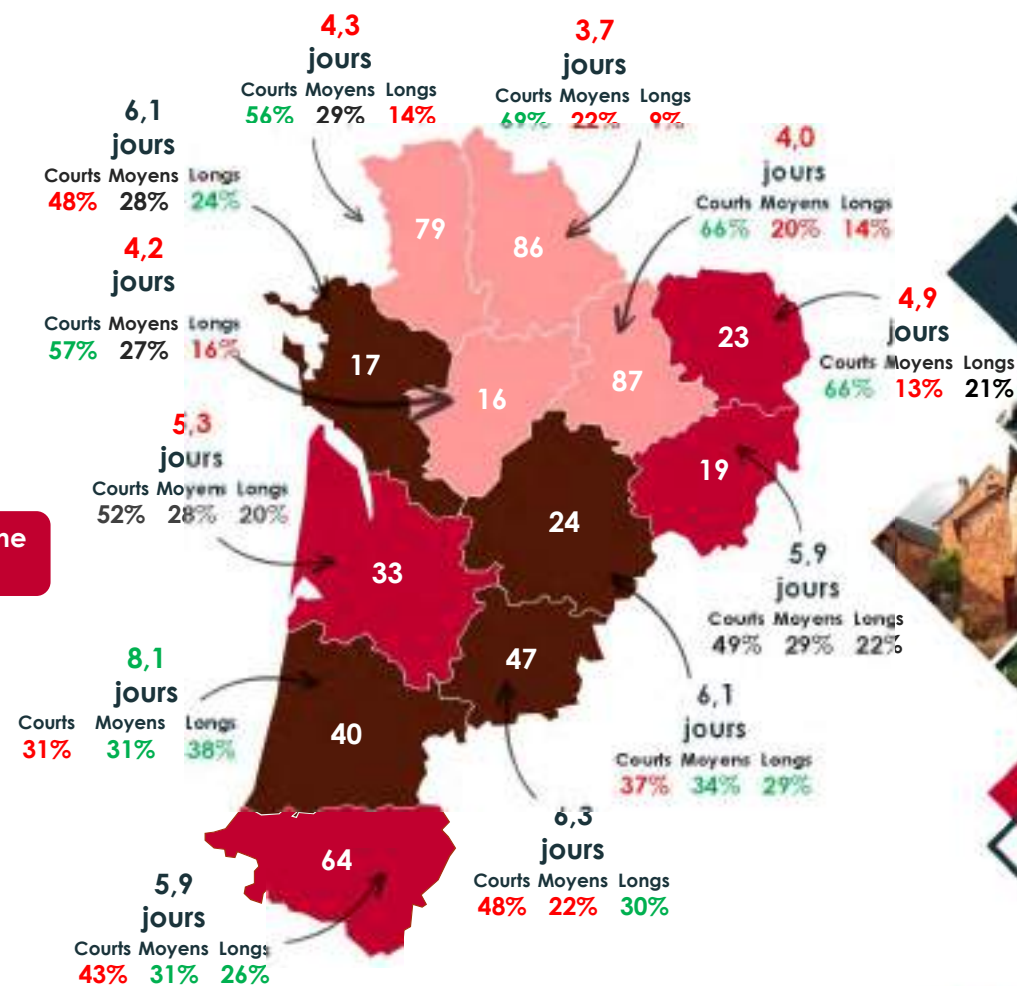 4,3
jours
Courts Moyens Longs
56% 29% 14%
3,7
jours
Courts Moyens Longs
69% 22% 9%
6,1
jours
Courts Moyens Longs
48% 28% 24%
4,0
jours
Courts Moyens Longs
66% 20% 14%
4,2
jours
Courts Moyens Longs
57% 27% 16%
4,9
jours
Courts Moyens Longs
66% 13% 21%
79
86
17
16
87
23
19
5,3
jours
Courts Moyens Longs
52% 28% 20%
24
33
5,9
jours
Courts Moyens Longs
49% 29% 22%
8,1
jours
Courts Moyens Longs
31% 31% 38%
47
40
6,1
jours
Courts Moyens Longs
37% 34% 29%
6,3
jours
Courts Moyens Longs
48% 22% 30%
64
5,9
jours
Courts Moyens Longs
43% 31% 26%